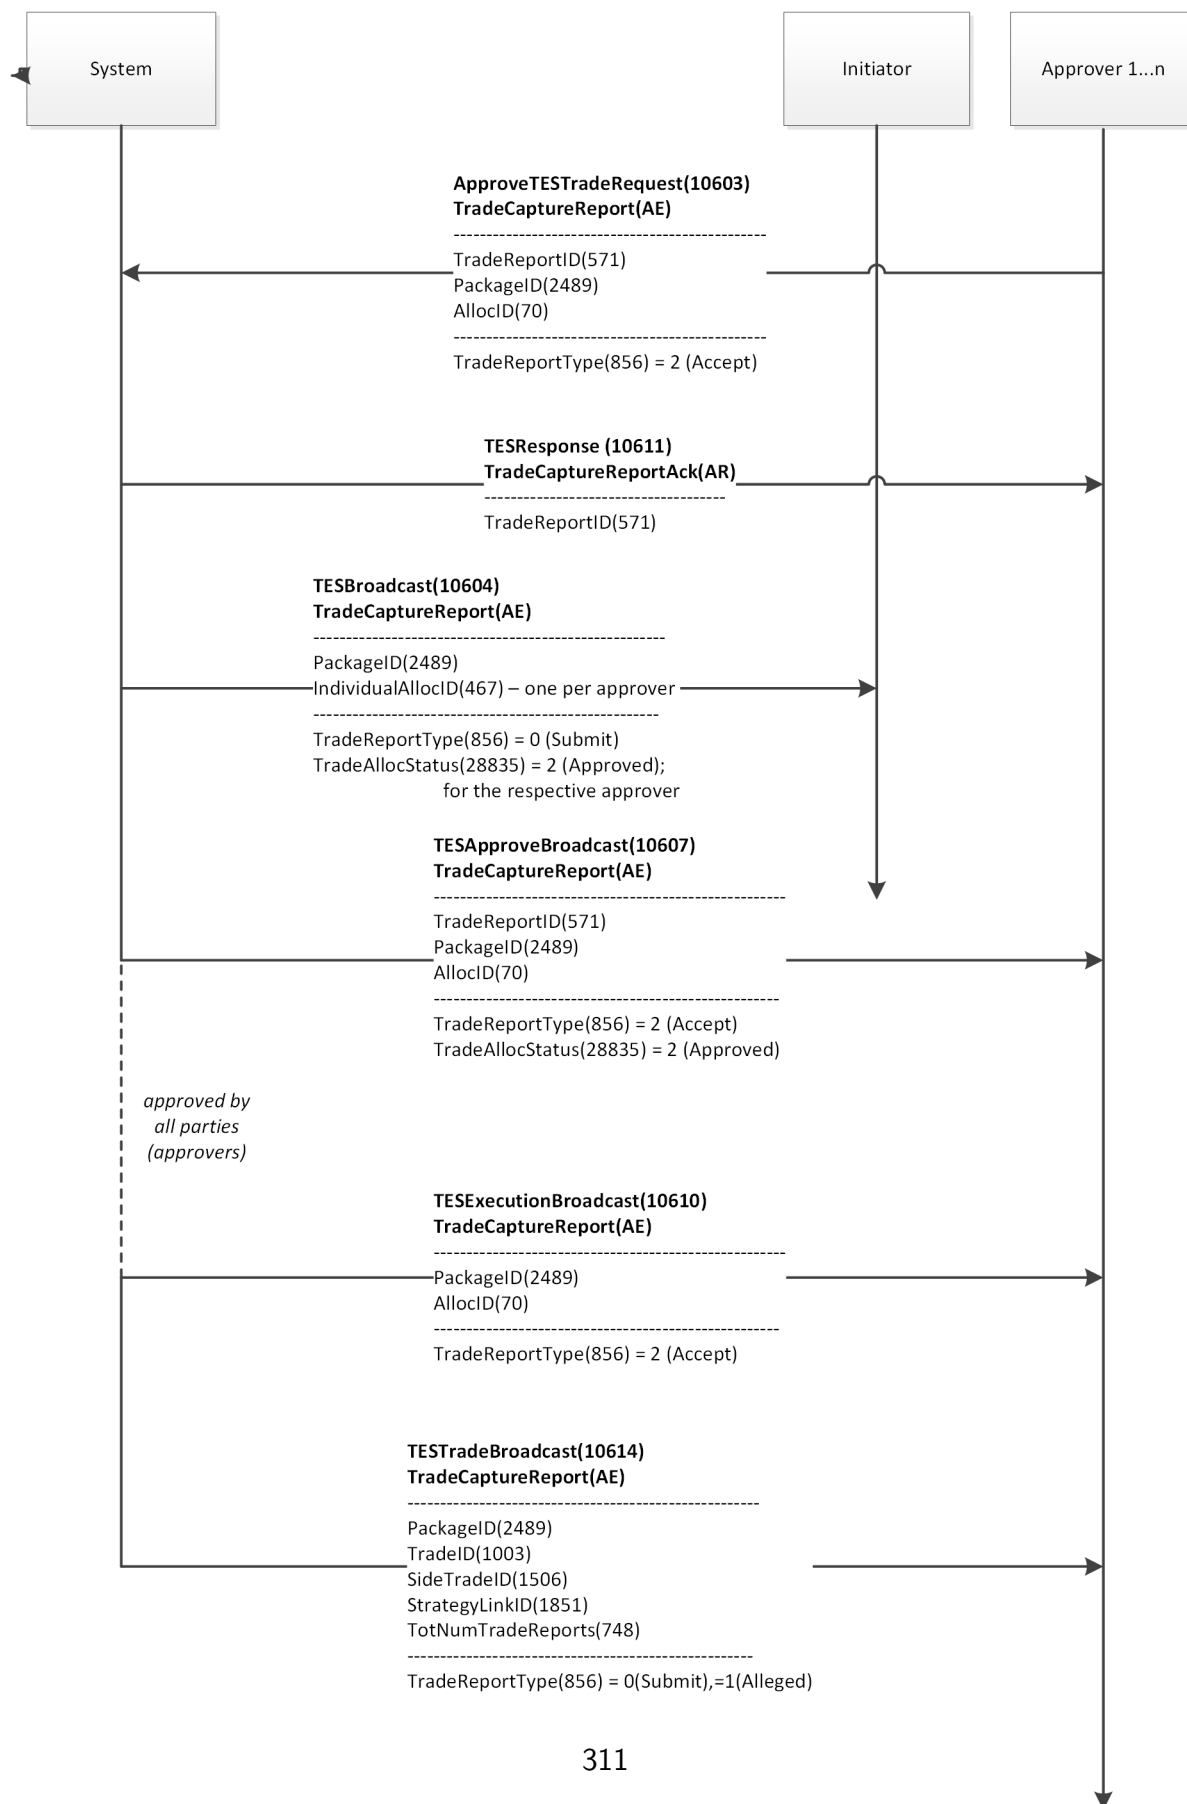 System
Initiator
Approver 1...n
ApproveTESTradeRequest(10603)
TradeCaptureReport(AE)
------------------------------------------------
TradeReportID(571)
PackageID(2489)
AllocID(70)
------------------------------------------------
TradeReportType(856) = 2 (Accept)
TESResponse (10611)
TradeCaptureReportAck(AR)
-------------------------------------
TradeReportID(571)
TESBroadcast(10604)
TradeCaptureReport(AE)
------------------------------------------------------
PackageID(2489)
IndividualAllocID(467) – one per approver
-----------------------------------------------------
TradeReportType(856) = 0 (Submit)
TradeAllocStatus(28835) = 2 (Approved);
for the respective approver
TESApproveBroadcast(10607)
TradeCaptureReport(AE)
------------------------------------------------------
TradeReportID(571)
PackageID(2489)
AllocID(70)
-----------------------------------------------------
TradeReportType(856) = 2 (Accept)
TradeAllocStatus(28835) = 2 (Approved)
approved by
all parties
(approvers)
TESExecutionBroadcast(10610)
TradeCaptureReport(AE)
------------------------------------------------------
PackageID(2489)
AllocID(70)
-----------------------------------------------------
TradeReportType(856) = 2 (Accept)
TESTradeBroadcast(10614)
TradeCaptureReport(AE)
------------------------------------------------------
PackageID(2489)
TradeID(1003)
SideTradeID(1506)
StrategyLinkID(1851)
TotNumTradeReports(748)
-----------------------------------------------------
TradeReportType(856) = 0(Submit),=1(Alleged)
311